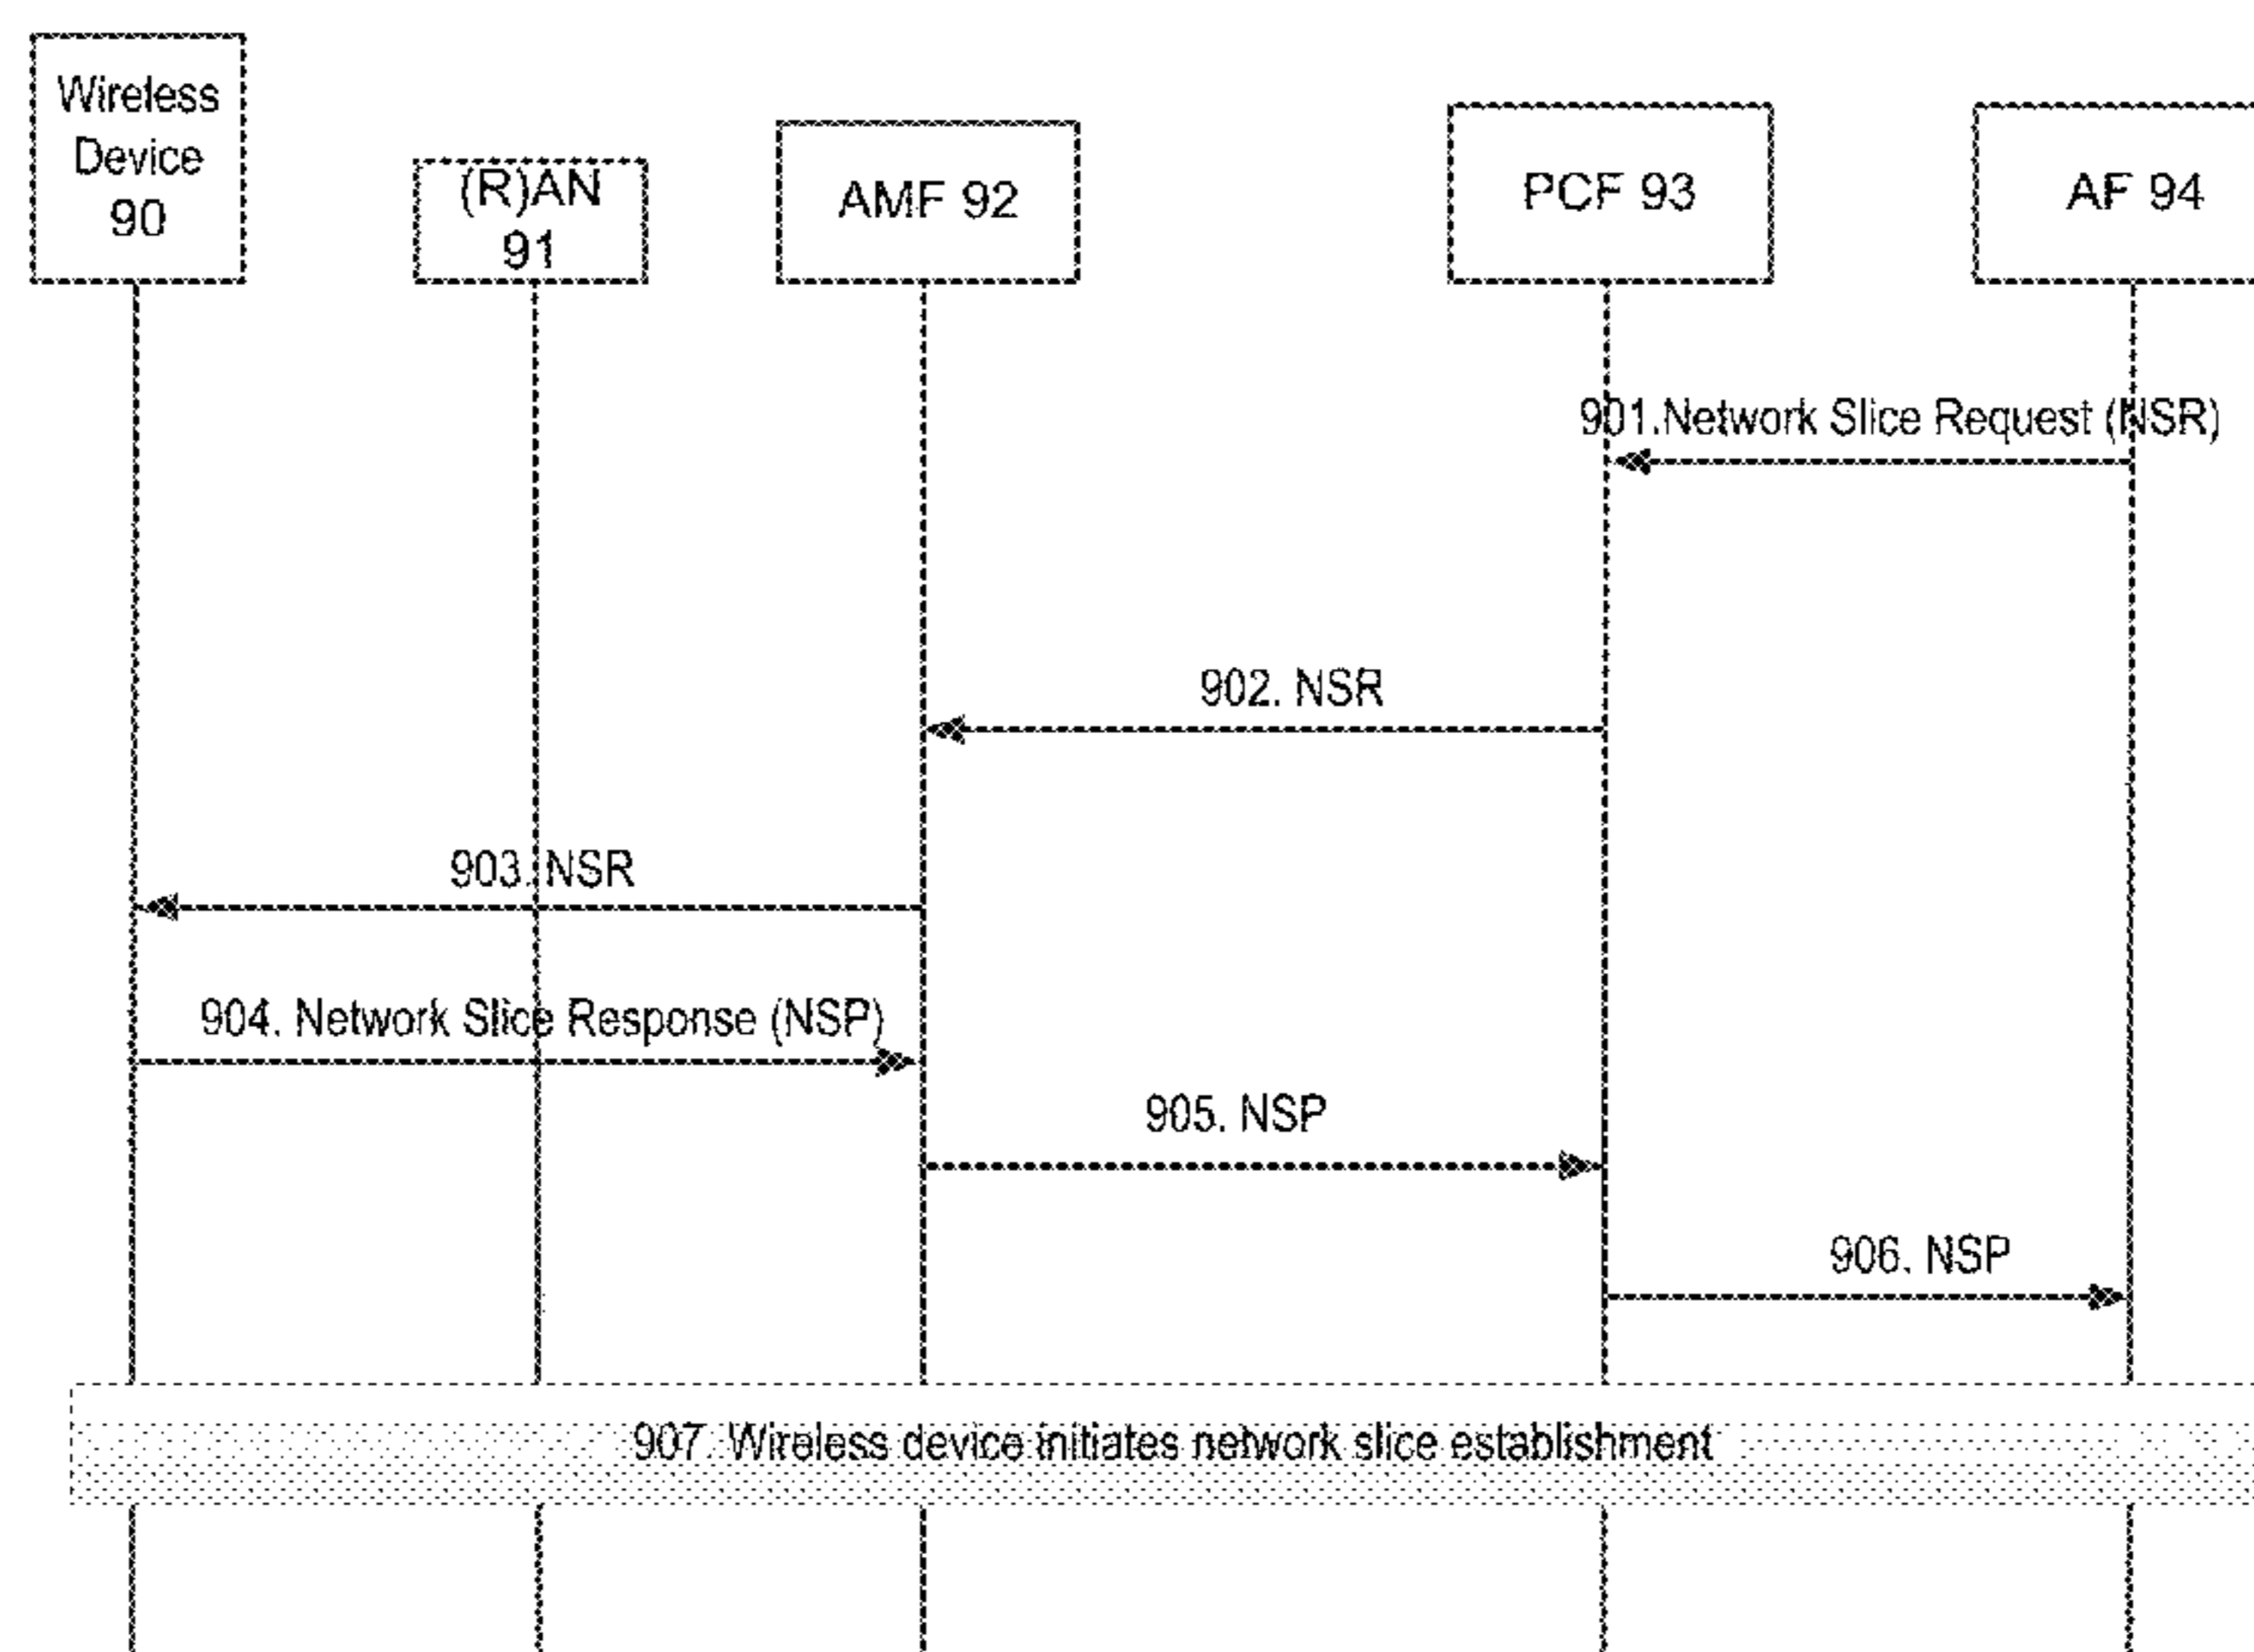 Wireless
Device
90
(R)AN
91
AMF 92
PCF 93
AF 94
901.Network Slice Request (NSR)
902. NSR
903. NSR
904. Network Slice Response (NSP)
905. NSP
906. NSP
907. Wireless device initiates network slice establishment